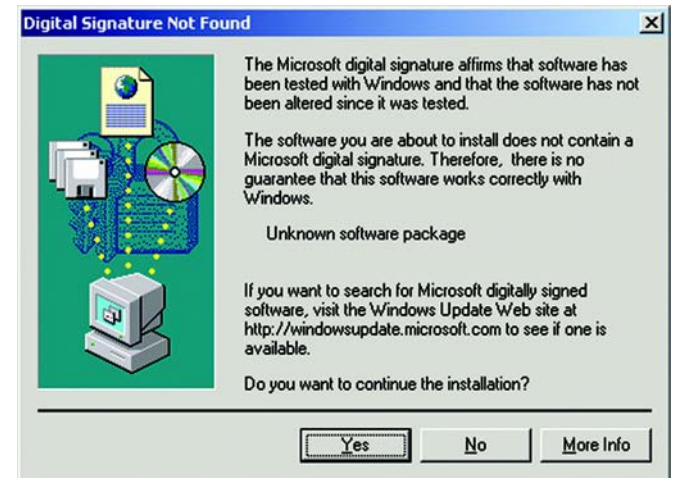 Digital Signature Not Found
The Microsoft digital signature affirms that software has
been tested with Windows and that the software has not
been altered since it was tested.
The software you are about to install does not contain a
Microsoft digital signature. Therefore, there is no
guarantee that this software works correctly with
Windows.
Unknown software package
If you want to search for Microsoft digitally signed
software, visit the Windows Update Web site at
http://windowsupdate.microsoft.com to see if one is
available.
Do you want to continue the installation?
Yes No More Info